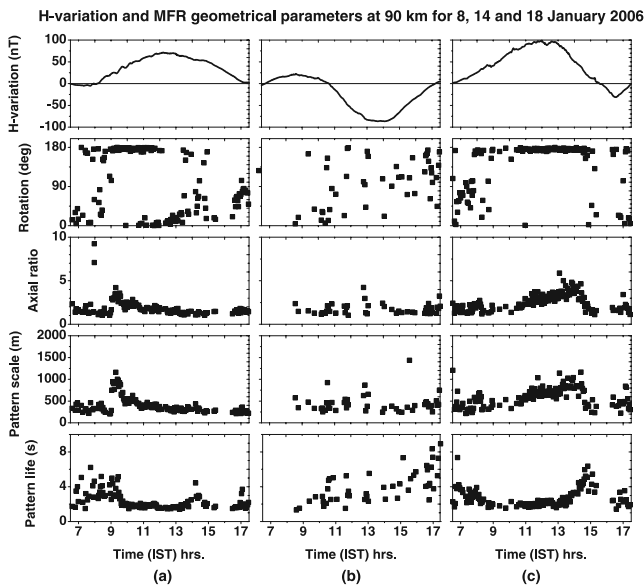 H-variation and MFR geometrical parameters at 90 km for 8, 14 and 18 January 2006
H-variation (nT)
100
50
0
-50
-100
Rotation (deg)
180
90
0
Axial ratio
10
5
0
Pattern scale (m)
2000
1500
1000
500
0
Pattern life (s)
8
4
0
7 9 11 13 15 17
7 9 11 13 15 17
7 9 11 13 15 17
Time (IST) hrs.
Time (IST) hrs.
Time (IST) hrs.
(a)
(b)
(c)